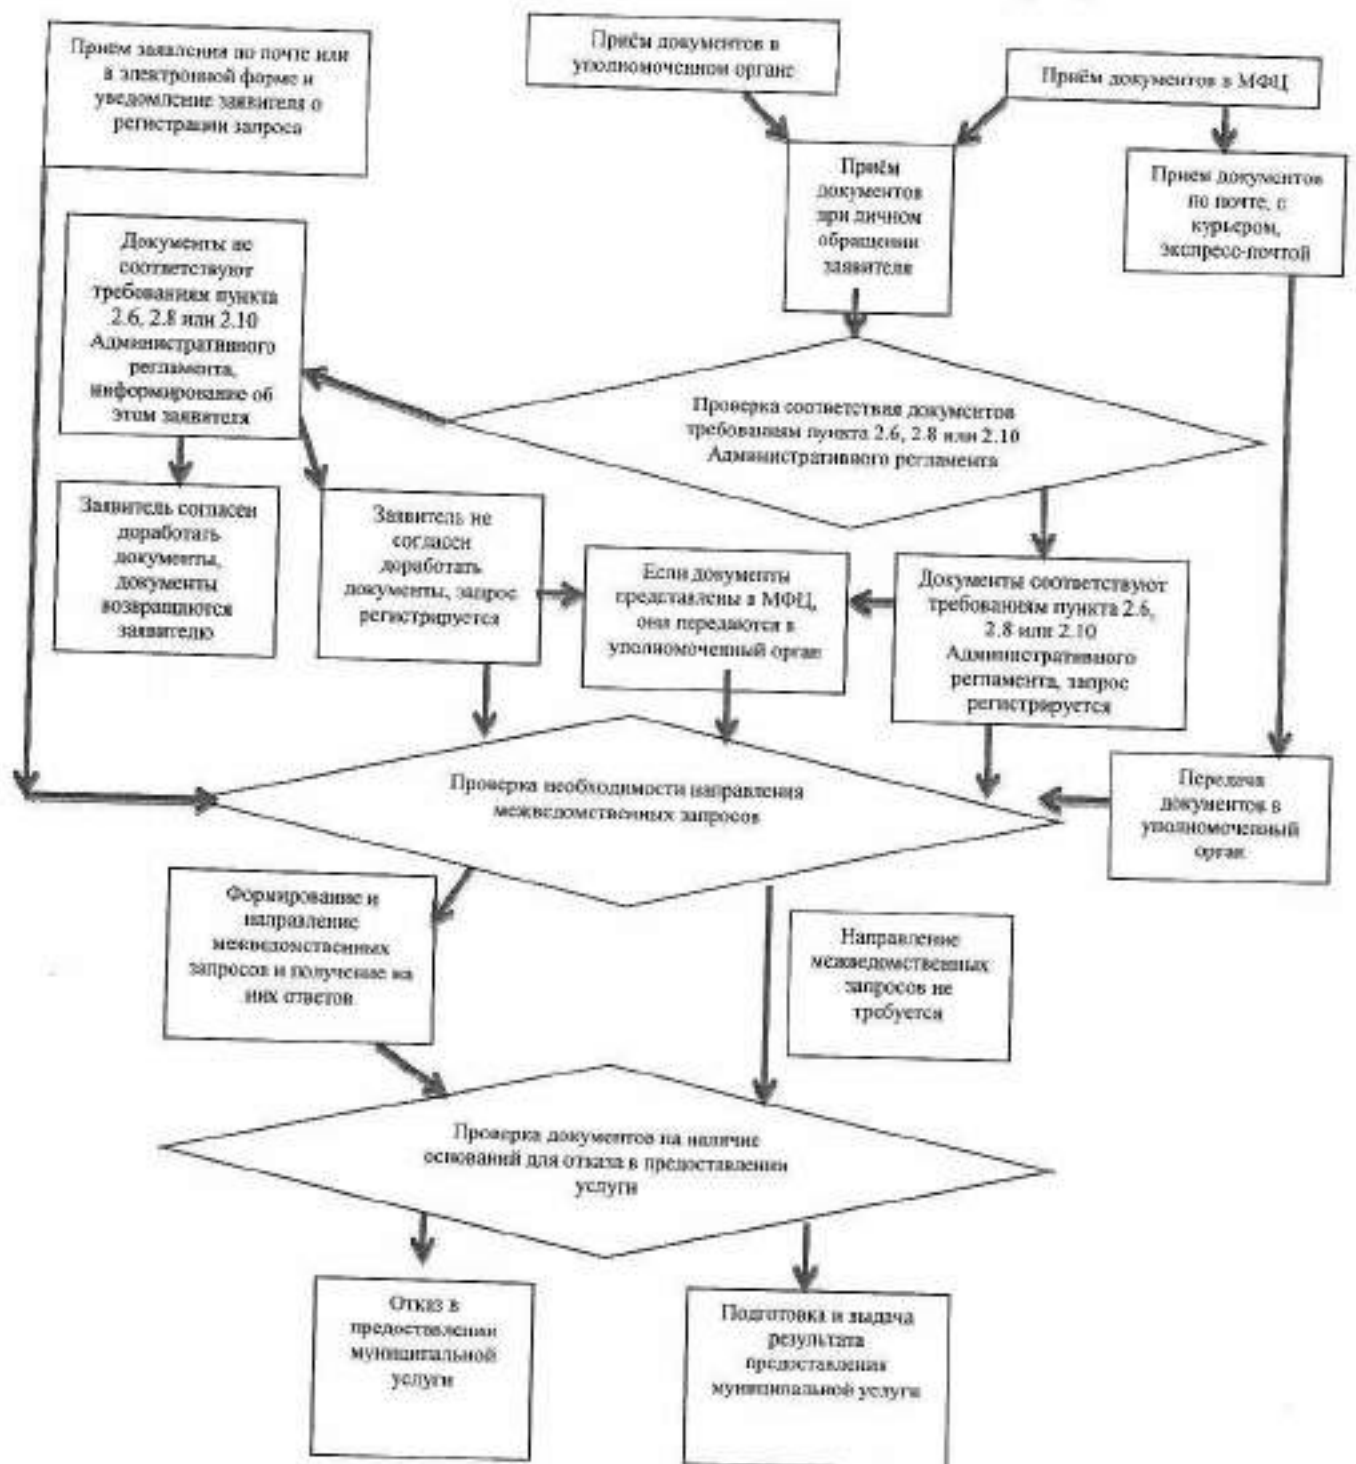 Приём заявления по почте или
в электронной форме и
уведомление заявителя о
регистрации запроса
Приём документов в
уполномоченном органе
Приём документов в МФЦ
Приём
документов
при личном
обращении
заявителя
Прием документов
по почте, с
курьером,
экспресс-почтой
Документы не
соответствуют
требованиям пункта
2.6, 2.8 или 2.10
Административного
регламента,
информирование об
этом заявителя
Проверка соответствия документов
требованиям пункта 2.6, 2.8 или 2.10
Административного регламента
Заявитель согласен
доработать
документы,
документы
возвращаются
заявителю
Заявитель не
согласен
доработать
документы, запрос
регистрируется
Если документы
представлены в МФЦ,
они передаются в
уполномоченный орган
Документы соответствуют
требованиям пункта 2.6,
2.8 или 2.10
Административного
регламента, запрос
регистрируется
Проверка необходимости направления
межведомственных запросов
Передача
документов в
уполномоченный
орган
Формирование и
направление
межведомственных
запросов и получение на
них ответов
Направление
межведомственных
запросов не
требуется
Проверка документов на наличие
оснований для отказа в предоставлении
услуги
Отказ в
предоставлении
муниципальной
услуги
Подготовка и выдача
результата
предоставления
муниципальной услуги